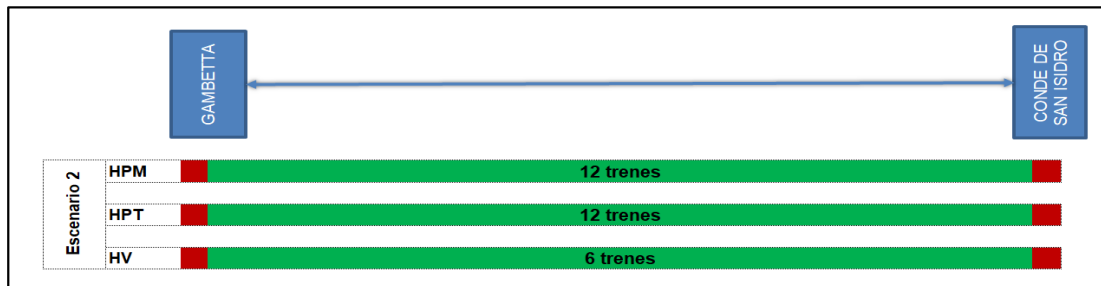 GAMBETTA
CONDE DE
SAN ISIDRO
Escenario 2
HPM
12 trenes
HPT
12 trenes
HV
6 trenes